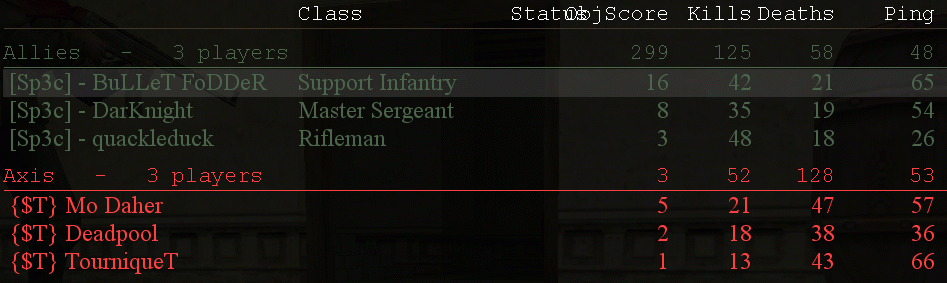 Class Status ObjScore Kills Deaths Ping
Allies - 3 players 299 125 58 48
[Sp3c] - BuLLeT FoDDeR Support Infantry 16 42 21 65
[Sp3c] - DarKnight Master Sergeant 8 35 19 54
[Sp3c] - quackleduck Rifleman 3 48 18 26
Axis - 3 players 3 52 128 53
{$T} Mo Daher 5 21 47 57
{$T} Deadpool 2 18 38 36
{$T} TourniqueT 1 13 43 66